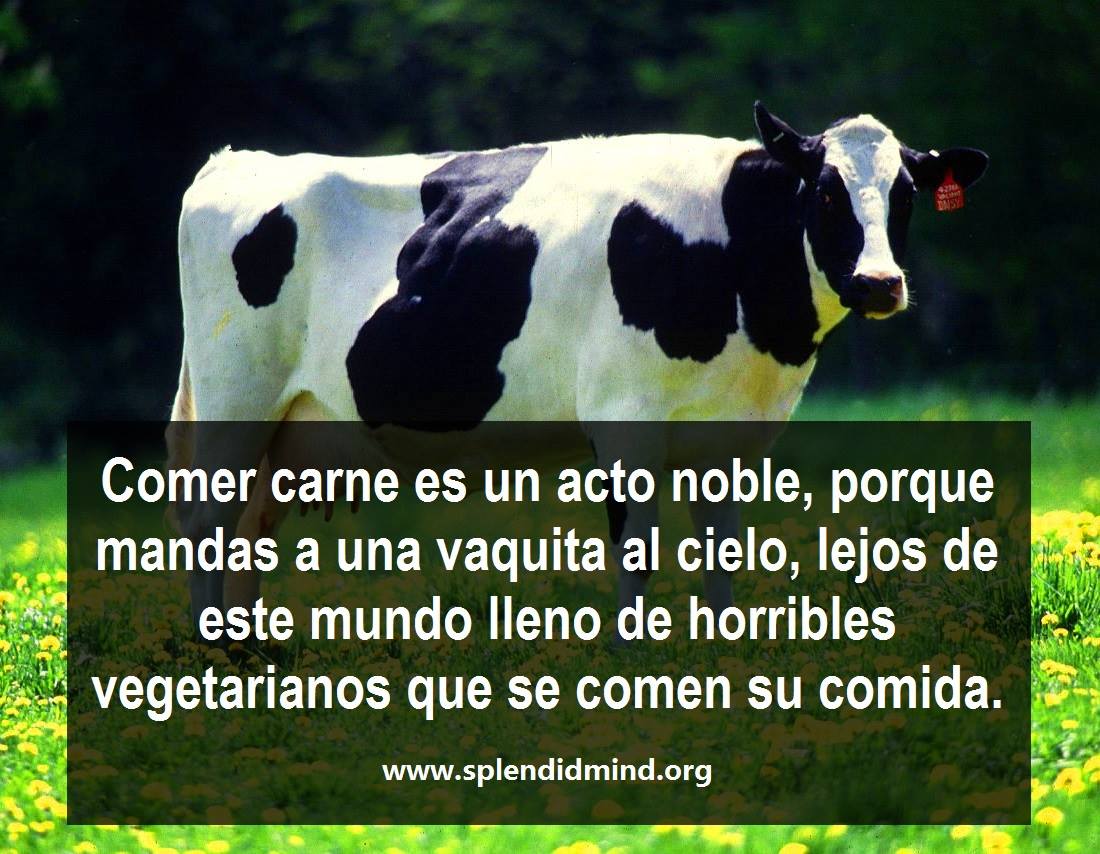 Comer carne es un acto noble, porque
mandas a una vaquita al cielo, lejos de
este mundo lleno de horribles
vegetarianos que se comen su comida.
www.splendidmind.org
DAISY